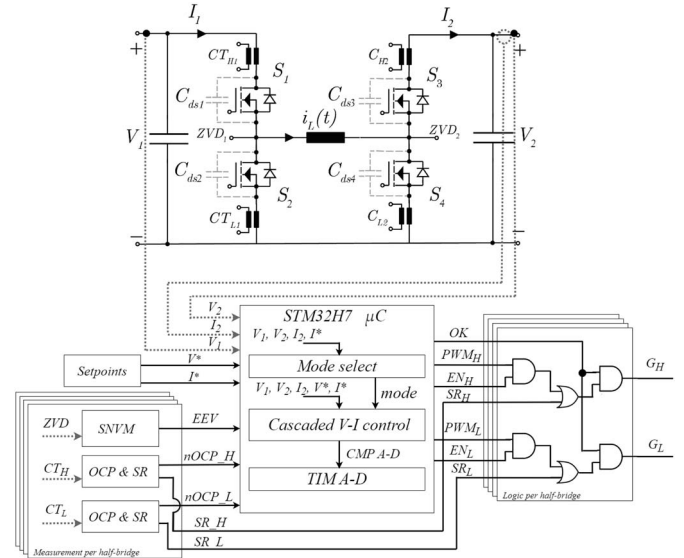 I1 I2
+ +
CTH1 CH2
S1 S3
Cds1 Cds3
V1 ZVD1 iL(t) ZVD2 V2
Cds2 Cds4
S2 S4
CTL1 CL2
− −
V2
I2
V1
STM32H7 μC
V1, V2, I2, I*
Mode select
V1, V2, I2, V*, I* mode
Cascaded V-I control
CMP A-D
TIM A-D
Setpoints V*
I*
ZVD SNVM EEV
CTH OCP & SR nOCP_H
CTL OCP & SR nOCP_L
SR_H
SR_L
Measurement per half-bridge
OK
PWMH
ENH
SRH
GH
PWML
ENL
SRL
GL
Logic per half-bridge